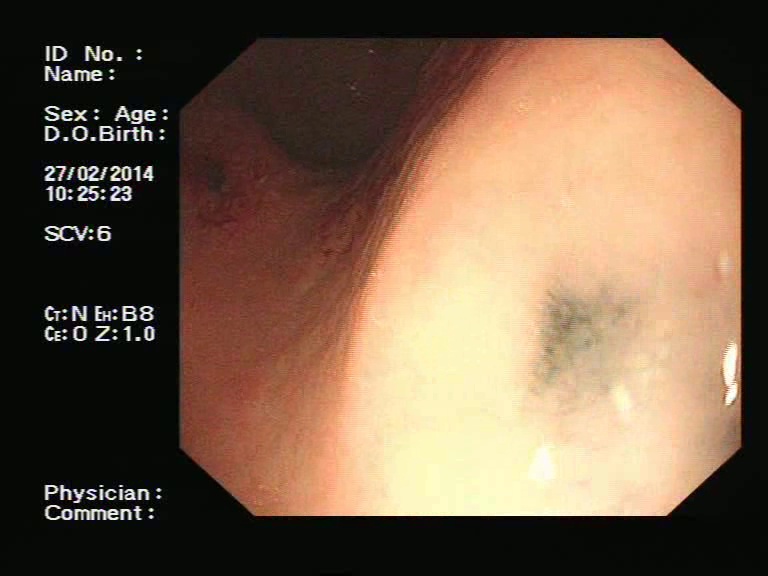 ID No. :
Name:
Sex: Age:
D.O.Birth:
27/02/2014
10:25:23
SCV:6
CT:N EH:B8
CE:0 Z:1.0
Physician:
Comment: